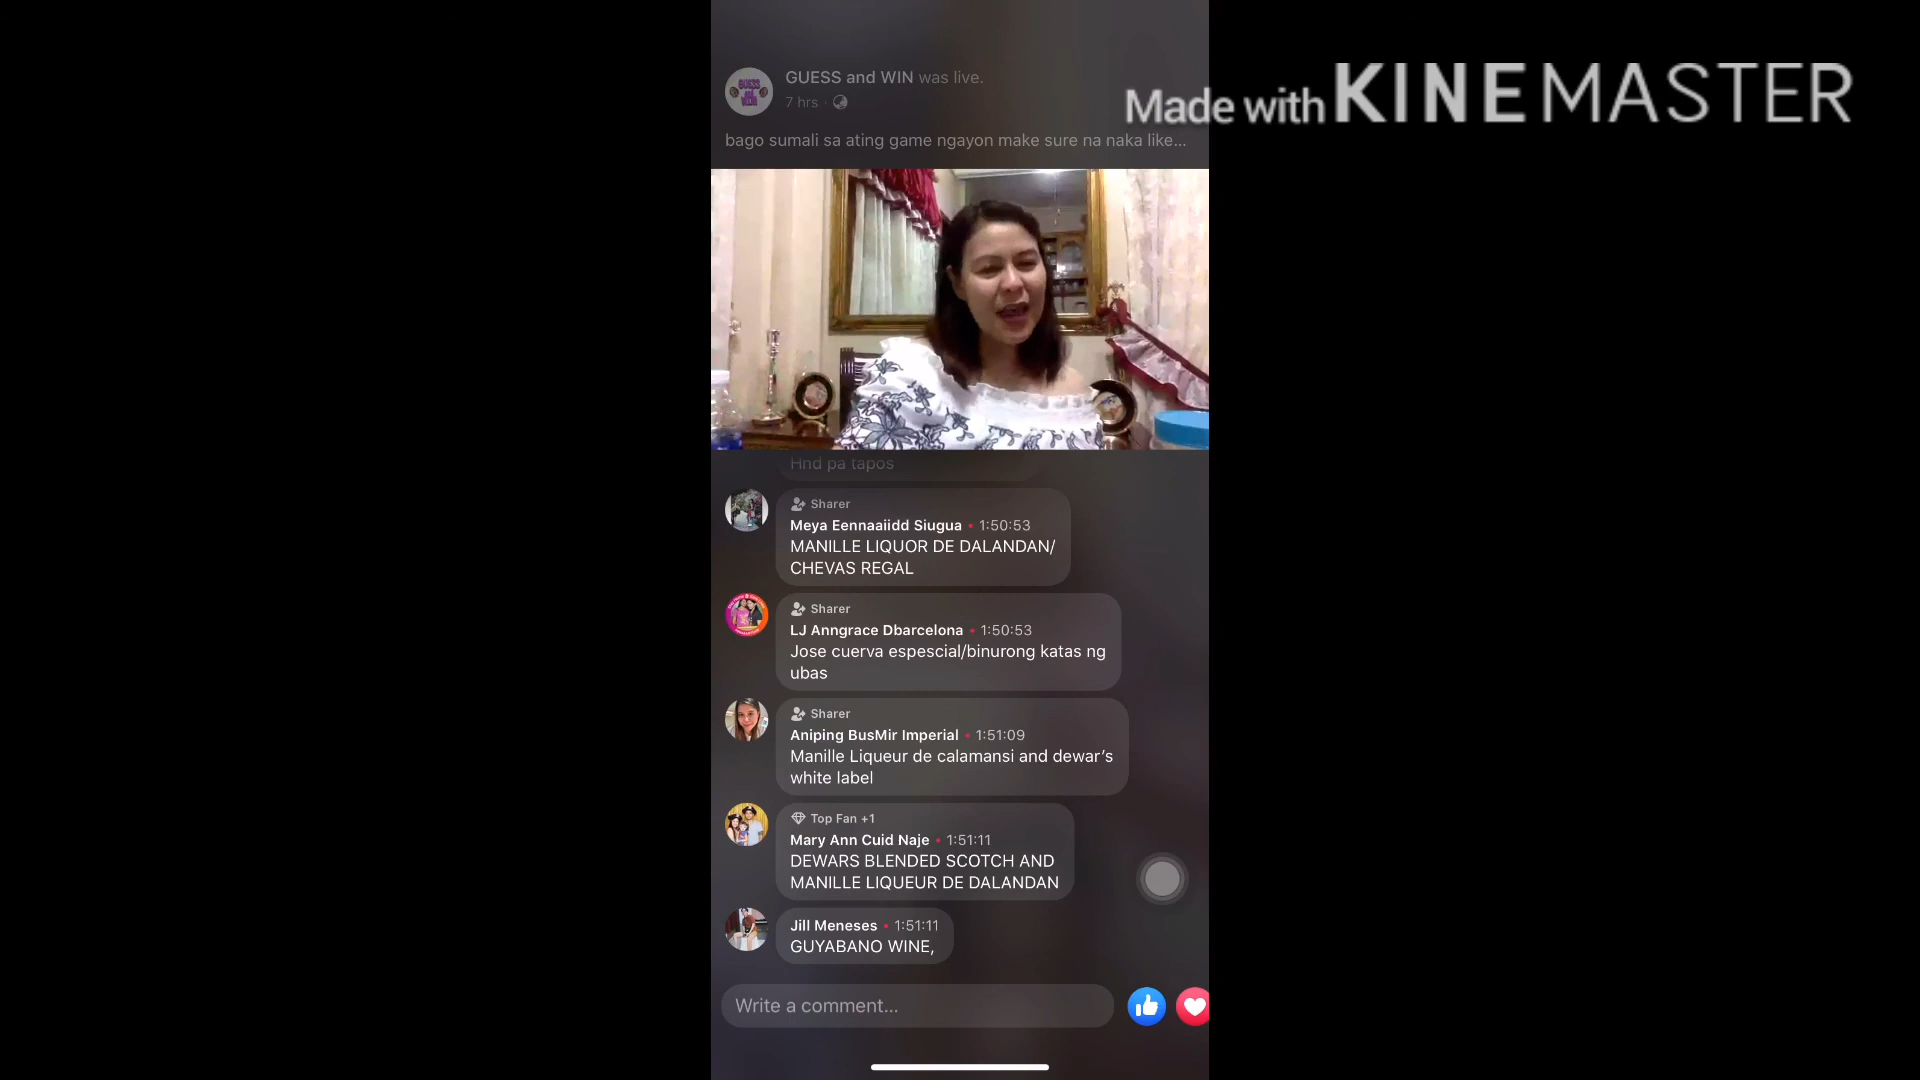 GUESS and WIN was live.
7 hrs ·
Made with KINEMASTER
bago sumali sa ating game ngayon make sure na naka like...
Hnd pa tapos
Sharer
Meya Eennaaiidd Siugua • 1:50:53
MANILLE LIQUOR DE DALANDAN/
CHEVAS REGAL
Sharer
LJ Anngrace Dbarcelona • 1:50:53
Jose cuerva espescial/binurong katas ng
ubas
Sharer
Aniping BusMir Imperial • 1:51:09
Manille Liqueur de calamansi and dewar's
white label
Top Fan +1
Mary Ann Cuid Naje • 1:51:11
DEWARS BLENDED SCOTCH AND
MANILLE LIQUEUR DE DALANDAN
Jill Meneses • 1:51:11
GUYABANO WINE,
Write a comment...